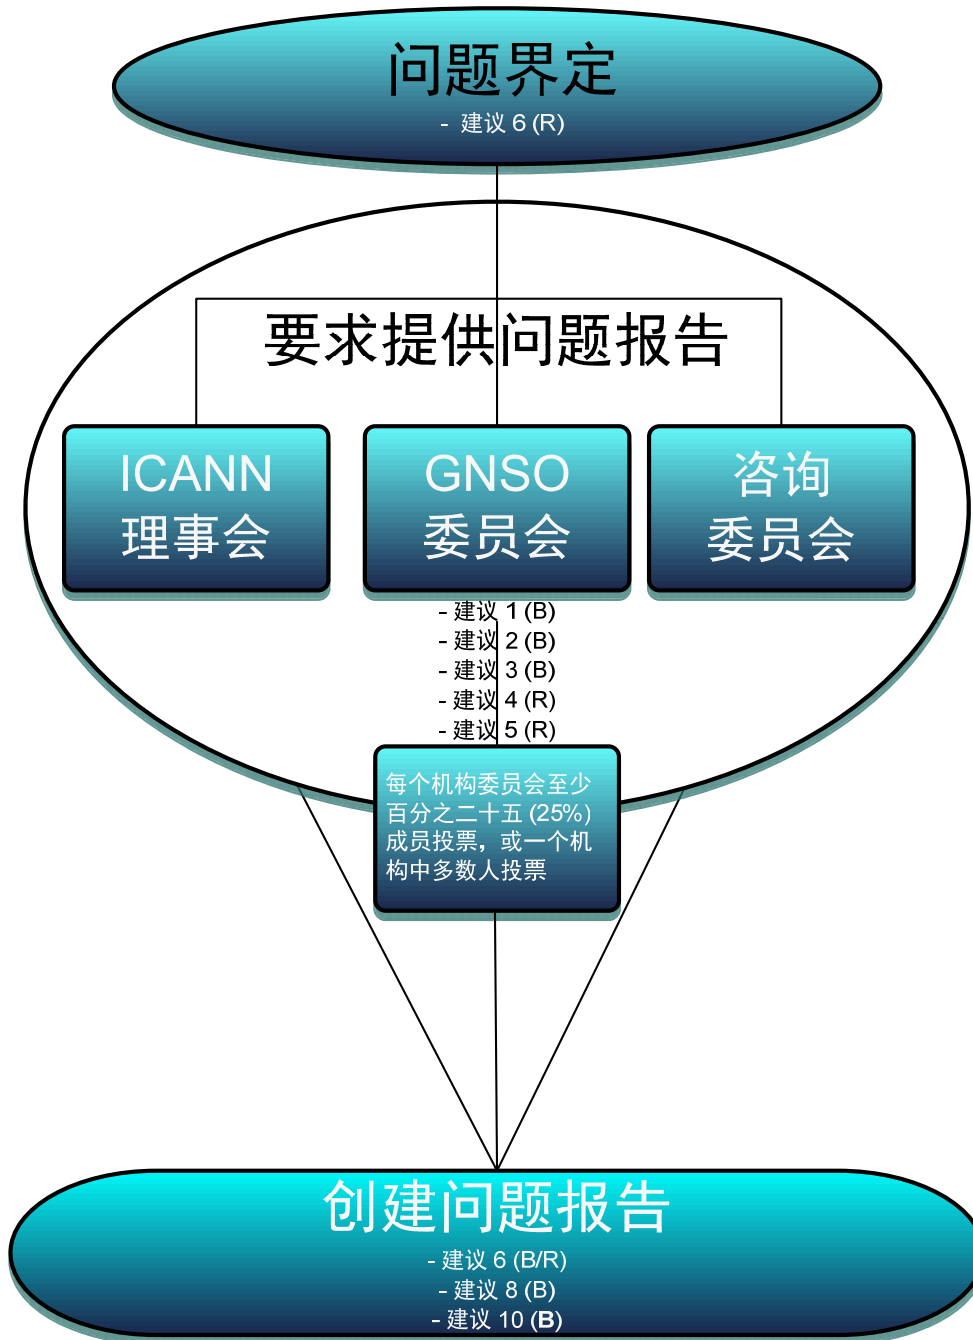 问题界定
- 建议 6 (R)
要求提供问题报告
ICANN
理事会
GNSO
委员会
咨询
委员会
- 建议 1 (B)
- 建议 2 (B)
- 建议 3 (B)
- 建议 4 (R)
- 建议 5 (R)
每个机构委员会至少
百分之二十五 (25%)
成员投票，或一个机
构中多数人投票
创建问题报告
- 建议 6 (B/R)
- 建议 8 (B)
- 建议 10 (B)